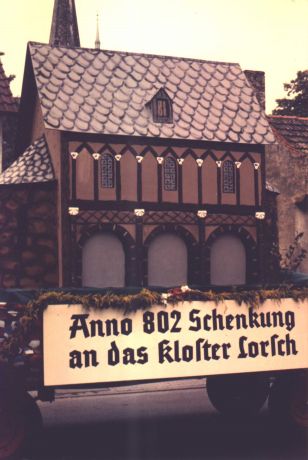 Anno 802 Schenkung
an das Kloster Lorsch